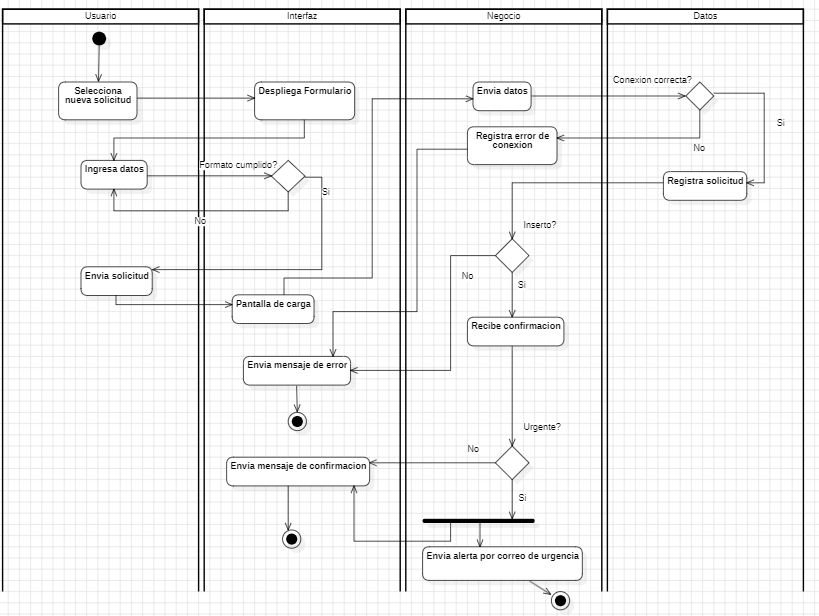 Usuario
Interfaz
Negocio
Datos
Selecciona
nueva solicitud
Despliega Formulario
Envia datos
Conexion correcta?
Si
No
Registra error de
conexion
Ingresa datos
Formato cumplido?
Si
No
Registra solicitud
Inserto?
No
Si
Envia solicitud
Pantalla de carga
Recibe confirmacion
Envia mensaje de error
Urgente?
No
Si
Envia mensaje de confirmacion
Envia alerta por correo de urgencia